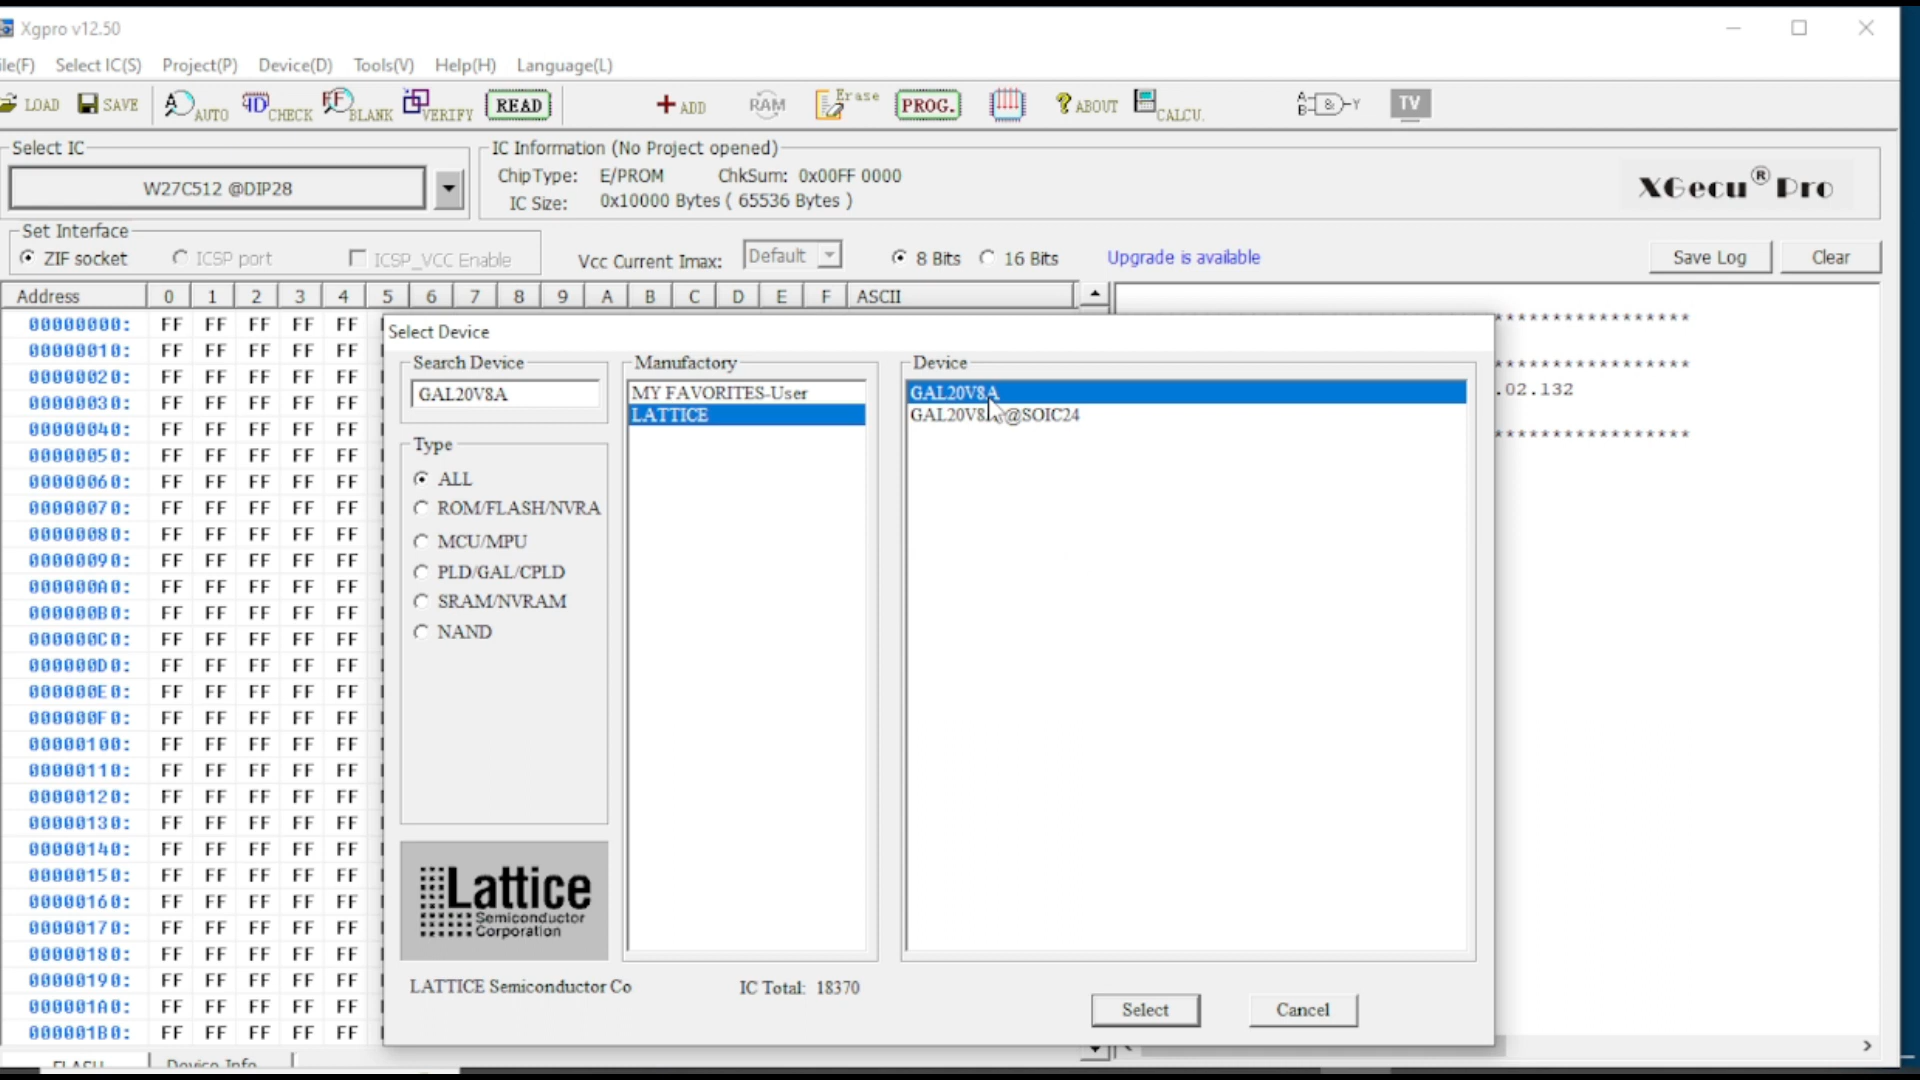 Xgpro v12.50
ile(F) Select IC(S) Project(P) Device(D) Tools(V) Help(H) Language(L)
LOAD SAVE AUTO CHECK BLANK VERIFY READ ADD RAM Erase PROG. ABOUT CALCU. TV
Select IC
IC Information (No Project opened)
W27C512 @DIP28
ChipType: E/PROM ChkSum: 0x00FF 0000
IC Size: 0x10000 Bytes ( 65536 Bytes )
XGecu® Pro
Set Interface
ZIF socket ICSP port ICSP_VCC Enable Vcc Current Imax: Default 8 Bits 16 Bits Upgrade is available Save Log Clear
Address 0 1 2 3 4 5 6 7 8 9 A B C D E F ASCII
00000000: FF FF FF FF FF
00000010: FF FF FF FF FF
00000020: FF FF FF FF FF
00000030: FF FF FF FF FF
00000040: FF FF FF FF FF
00000050: FF FF FF FF FF
00000060: FF FF FF FF FF
00000070: FF FF FF FF FF
00000080: FF FF FF FF FF
00000090: FF FF FF FF FF
000000A0: FF FF FF FF FF
000000B0: FF FF FF FF FF
000000C0: FF FF FF FF FF
000000D0: FF FF FF FF FF
000000E0: FF FF FF FF FF
000000F0: FF FF FF FF FF
00000100: FF FF FF FF FF
00000110: FF FF FF FF FF
00000120: FF FF FF FF FF
00000130: FF FF FF FF FF
00000140: FF FF FF FF FF
00000150: FF FF FF FF FF
00000160: FF FF FF FF FF
00000170: FF FF FF FF FF
00000180: FF FF FF FF FF
00000190: FF FF FF FF FF
000001A0: FF FF FF FF FF
000001B0: FF FF FF FF FF
FLASH Device Info
*****************
*****************
.02.132
*****************
Select Device
Search Device
GAL20V8A
Type
ALL
ROM/FLASH/NVRA
MCU/MPU
PLD/GAL/CPLD
SRAM/NVRAM
NAND
Lattice
Semiconductor
Corporation
Manufactory
MY FAVORITES-User
LATTICE
Device
GAL20V8A
@SOIC24
LATTICE Semiconductor Co IC Total: 18370
Select Cancel